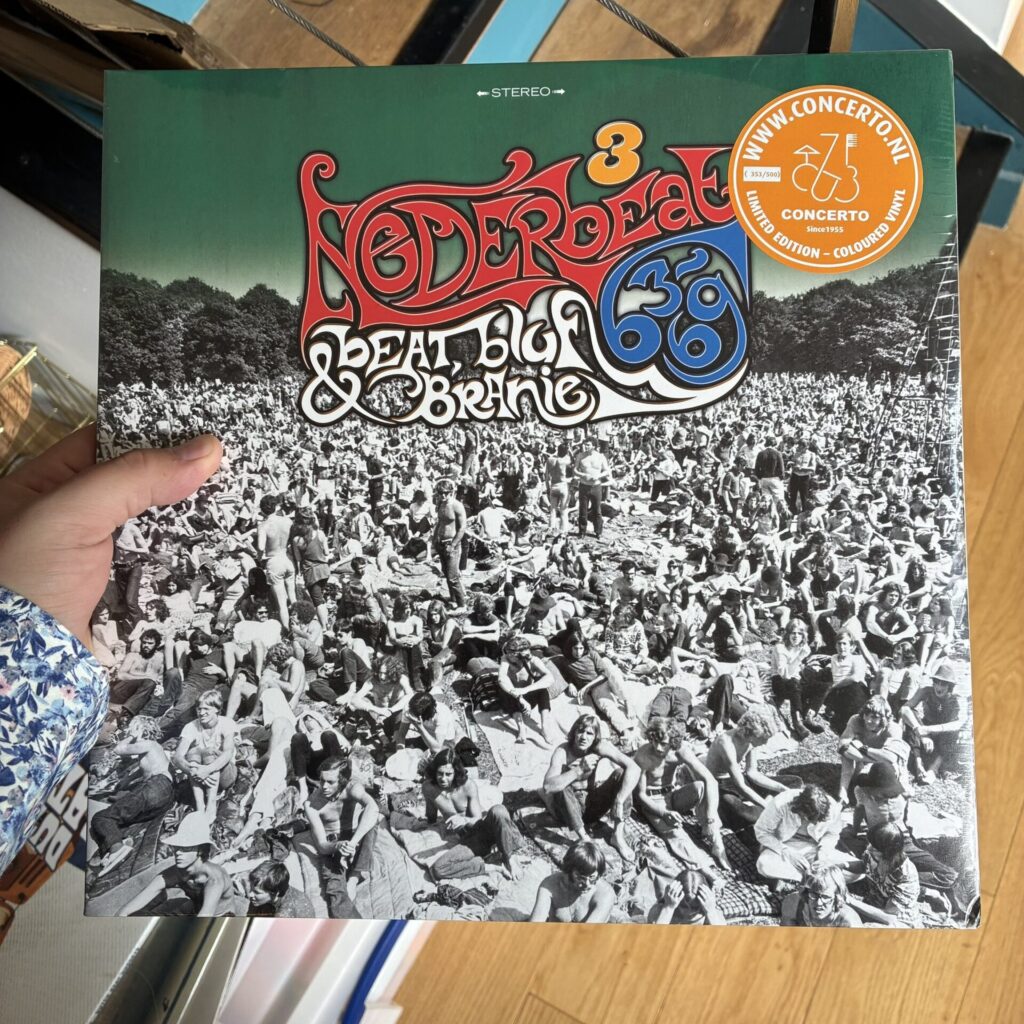 STEREO
3
NEDERBEAT
63 69
BEAT, BLUF
& BRANIE
WWW.CONCERTO.NL
( 353/500)
CONCERTO
Since 1955
LIMITED EDITION – COLOURED VINYL